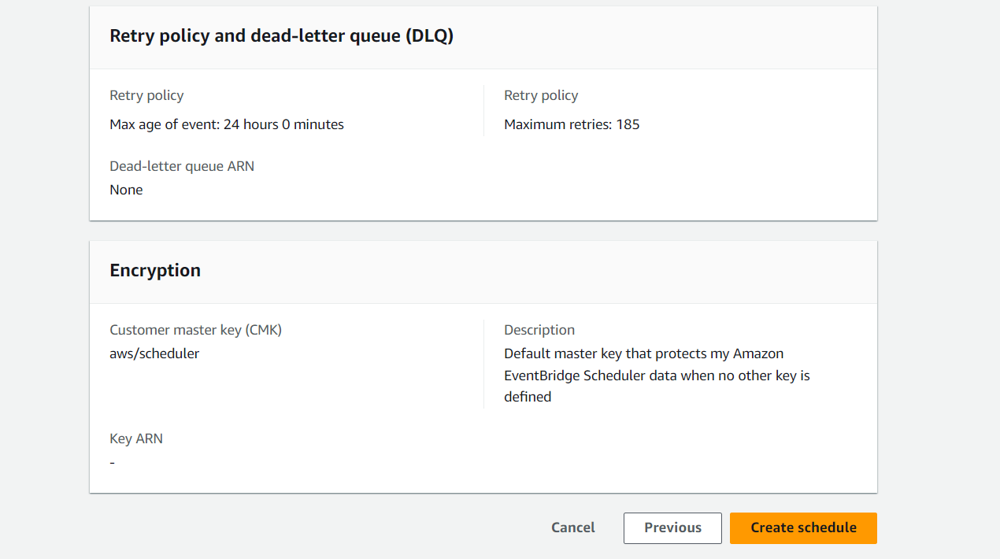 Retry policy and dead-letter queue (DLQ)
Retry policy
Max age of event: 24 hours 0 minutes
Retry policy
Maximum retries: 185
Dead-letter queue ARN
None
Encryption
Customer master key (CMK)
aws/scheduler
Description
Default master key that protects my Amazon
EventBridge Scheduler data when no other key is
defined
Key ARN
-
Cancel
Previous
Create schedule